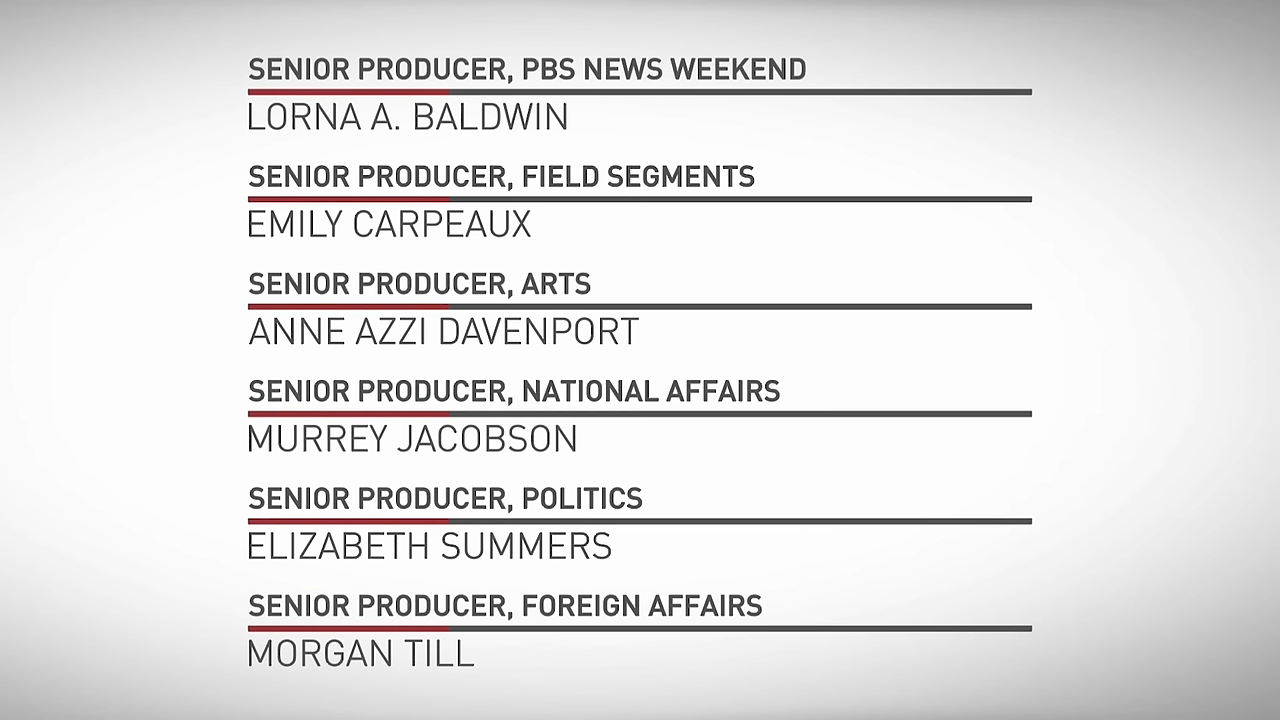 SENIOR PRODUCER, PBS NEWS WEEKEND
LORNA A. BALDWIN
SENIOR PRODUCER, FIELD SEGMENTS
EMILY CARPEAUX
SENIOR PRODUCER, ARTS
ANNE AZZI DAVENPORT
SENIOR PRODUCER, NATIONAL AFFAIRS
MURREY JACOBSON
SENIOR PRODUCER, POLITICS
ELIZABETH SUMMERS
SENIOR PRODUCER, FOREIGN AFFAIRS
MORGAN TILL